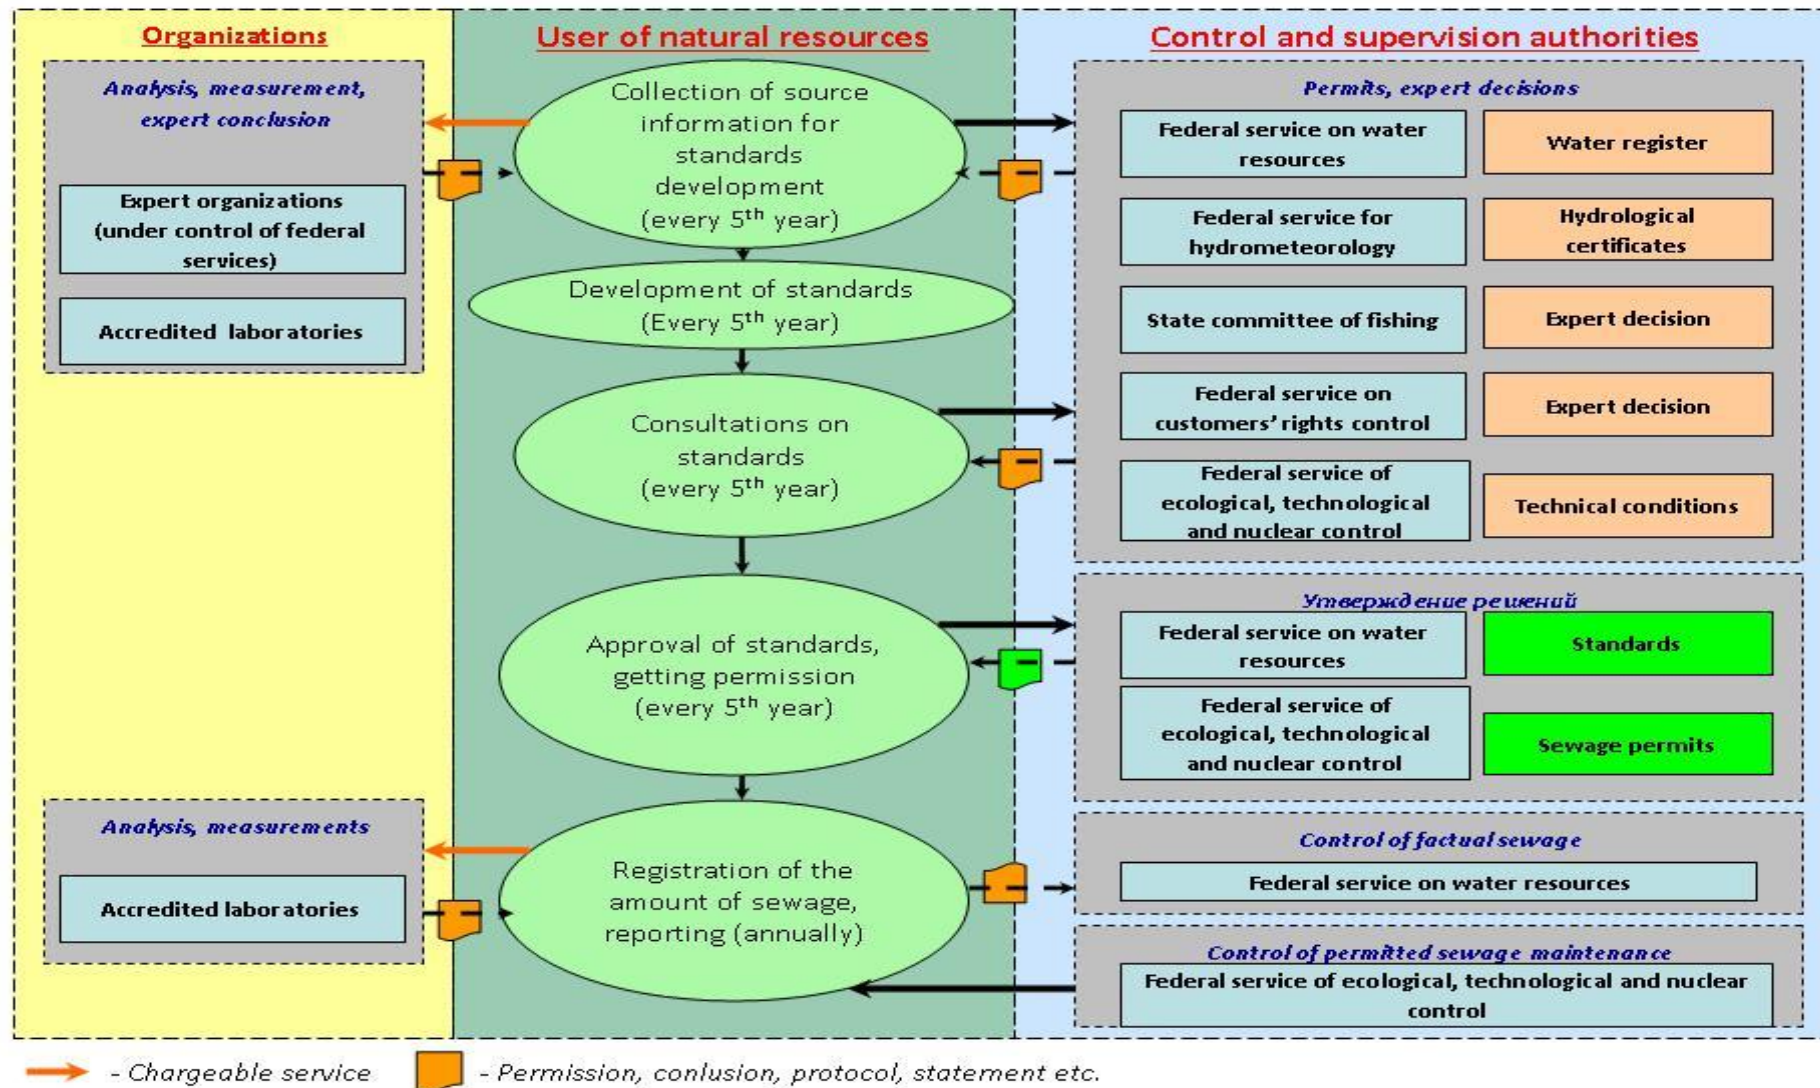 Organizations
Analysis, measurement,
expert conclusion
Expert organizations
(under control of federal
services)
Accredited laboratories
Analysis, measurements
Accredited laboratories
User of natural resources
Collection of source
information for
standards
development
(every 5th year)
Development of standards
(Every 5th year)
Consultations on
standards
(every 5th year)
Approval of standards,
getting permission
(every 5th year)
Registration of the
amount of sewage,
reporting (annually)
Control and supervision authorities
Permits, expert decisions
Federal service on water
resources
Water register
Federal service for
hydrometeorology
Hydrological
certificates
State committee of fishing
Expert decision
Federal service on
customers’ rights control
Expert decision
Federal service of
ecological, technological
and nuclear control
Technical conditions
Утверждение решений
Federal service on water
resources
Standards
Federal service of
ecological, technological
and nuclear control
Sewage permits
Control of factual sewage
Federal service on water resources
Control of permitted sewage maintenance
Federal service of ecological, technological and nuclear
control
- Chargeable service
- Permission, conlusion, protocol, statement etc.